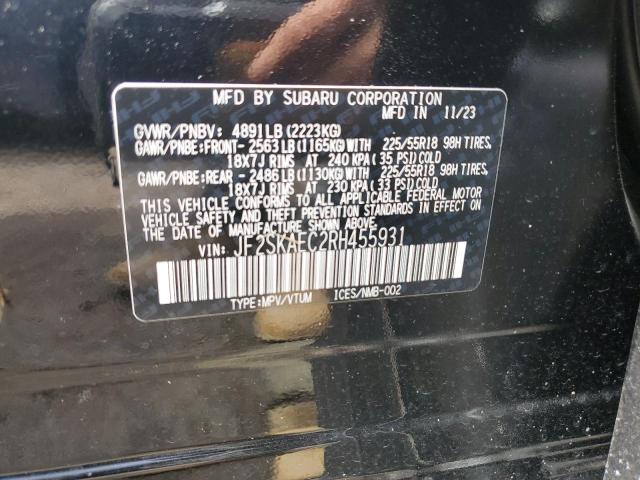 MFD BY SUBARU CORPORATION
MFD IN 11/23
GVWR/PNBV: 4891LB(2223KG)
GAWR/PNBE:FRONT- 2563LB(1165KG)WITH 225/55R18 98H TIRES,
18X7J RIMS AT 240 KPA(35 PSI)COLD
GAWR/PNBE:REAR -2486LB(1130KG)WITH 225/55R18 98H TIRES,
18X7J RIMS AT 230 KPA(33 PSI)COLD
THIS VEHICLE CONFORMS TO ALL APPLICABLE FEDERAL MOTOR
VEHICLE SAFETY AND THEFT PREVENTION STANDARDS IN EFFECT ON
THE DATE OF MANUFACTURE SHOWN ABOVE.
VIN: JF2SKAEC2RH455931
TYPE:MPV/VTUM ICES/NMB-002